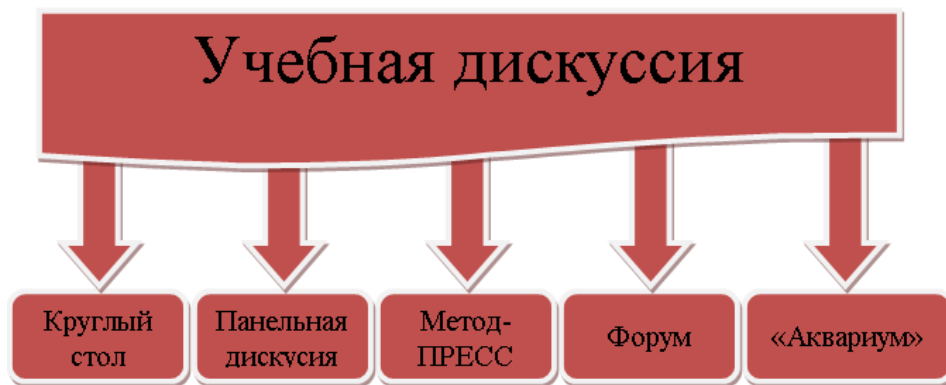 Учебная дискуссия
Круглый
стол
Панельная
дискусия
Метод-
ПРЕСС
Форум
«Аквариум»